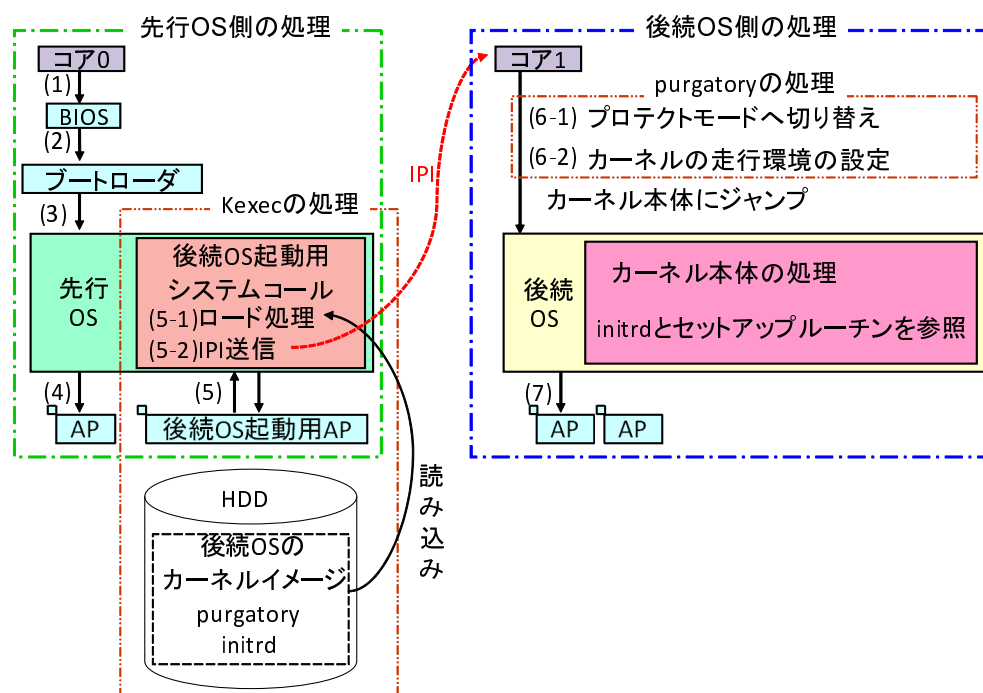 先行OS側の処理
コア0
(1)
BIOS
(2)
ブートローダ
(3)
Kexecの処理
先行
OS
後続OS起動用
システムコール
(5-1)ロード処理
(5-2)IPI送信
(4)
(5)
AP
後続OS起動用AP
HDD
後続OSの
カーネルイメージ
purgatory
initrd
読み込み
IPI
後続OS側の処理
コア1
purgatoryの処理
(6-1) プロテクトモードへ切り替え
(6-2) カーネルの走行環境の設定
カーネル本体にジャンプ
後続
OS
カーネル本体の処理
initrdとセットアップルーチンを参照
(7)
AP
AP